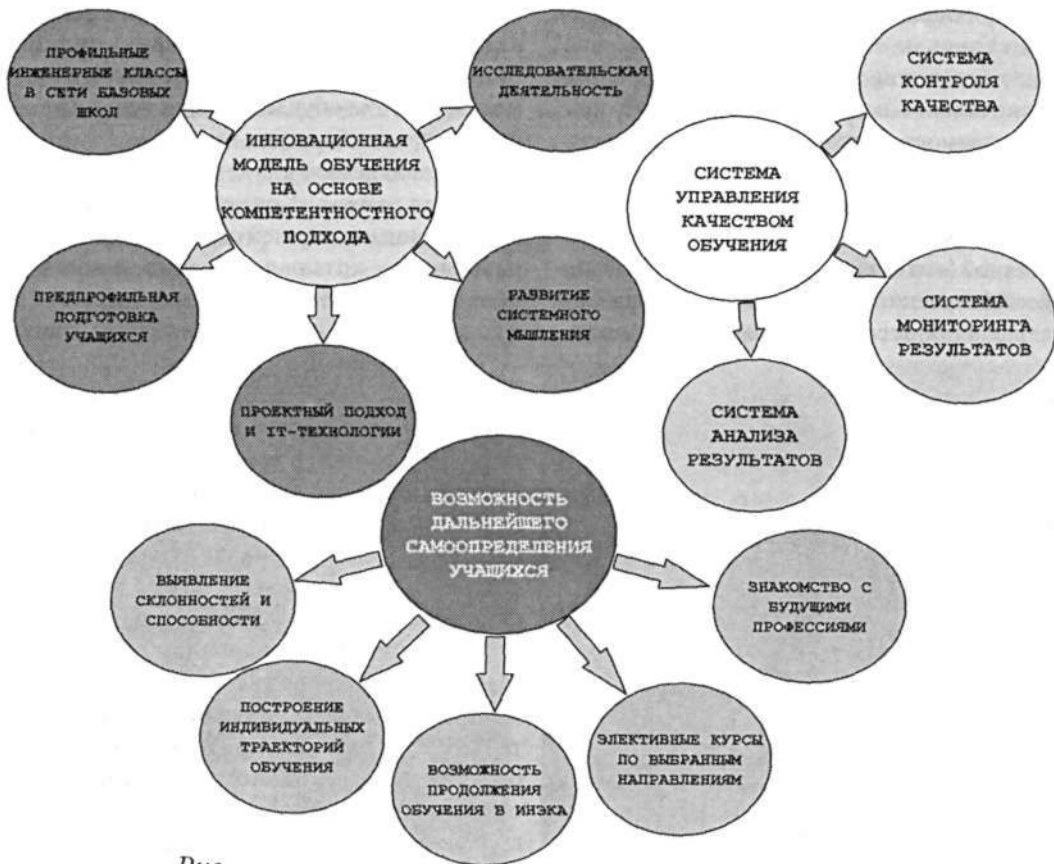 ПРОФИЛЬНЫЕ
ИНЖЕНЕРНЫЕ КЛАССЫ
В СЕТИ БАЗОВЫХ
ШКОЛ
ИССЛЕДОВАТЕЛЬСКАЯ
ДЕЯТЕЛЬНОСТЬ
ИННОВАЦИОННАЯ
МОДЕЛЬ ОБУЧЕНИЯ
НА ОСНОВЕ
КОМПЕТЕНТНОСТНОГО
ПОДХОДА
ПРЕДПРОФИЛЬНАЯ
ПОДГОТОВКА
УЧАЩИХСЯ
РАЗВИТИЕ
СИСТЕМНОГО
МЫШЛЕНИЯ
ПРОЕКТНЫЙ ПОДХОД
И IT-ТЕХНОЛОГИИ
СИСТЕМА
КОНТРОЛЯ
КАЧЕСТВА
СИСТЕМА
УПРАВЛЕНИЯ
КАЧЕСТВОМ
ОБУЧЕНИЯ
СИСТЕМА
МОНИТОРИНГА
РЕЗУЛЬТАТОВ
СИСТЕМА
АНАЛИЗА
РЕЗУЛЬТАТОВ
ВОЗМОЖНОСТЬ
ДАЛЬНЕЙШЕГО
САМООПРЕДЕЛЕНИЯ
УЧАЩИХСЯ
ВЫЯВЛЕНИЕ
СКЛОННОСТЕЙ И
СПОСОБНОСТИ
ПОСТРОЕНИЕ
ИНДИВИДУАЛЬНЫХ
ТРАЕКТОРИЙ
ОБУЧЕНИЯ
ВОЗМОЖНОСТЬ
ПРОДОЛЖЕНИЯ
ОБУЧЕНИЯ В ИНЭКА
ЭЛЕКТИВНЫЕ КУРСЫ
ПО ВЫБРАННЫМ
НАПРАВЛЕНИЯМ
ЗНАКОМСТВО С
БУДУЩИМИ
ПРОФЕССИЯМИ